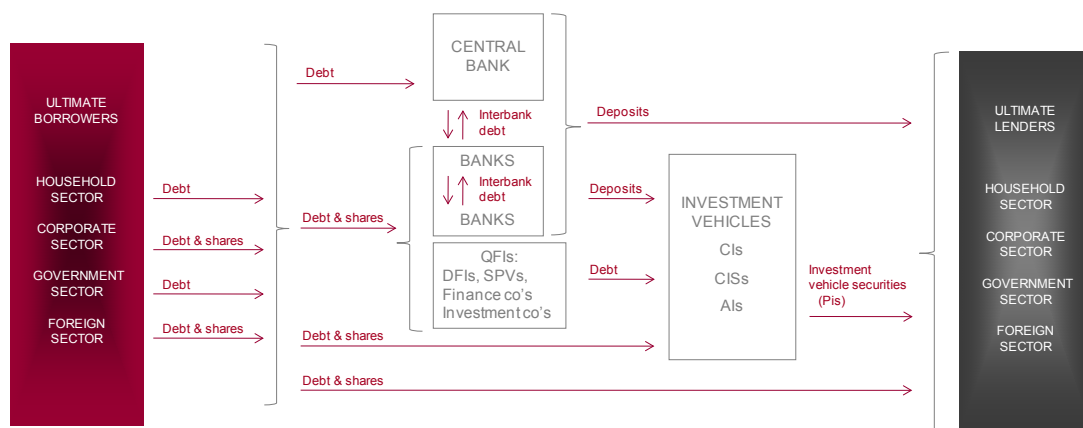 ULTIMATE
BORROWERS
HOUSEHOLD
SECTOR
CORPORATE
SECTOR
GOVERNMENT
SECTOR
FOREIGN
SECTOR
Debt
Debt & shares
Debt
Debt & shares
Debt
Debt & shares
Debt & shares
Debt & shares
CENTRAL
BANK
Interbank
debt
BANKS
Interbank
debt
BANKS
QFIs:
DFIs, SPVs,
Finance co's
Investment co's
Deposits
Deposits
Debt
INVESTMENT
VEHICLES
CIs
CISs
AIs
Investment
vehicle securities
(Pis)
ULTIMATE
LENDERS
HOUSEHOLD
SECTOR
CORPORATE
SECTOR
GOVERNMENT
SECTOR
FOREIGN
SECTOR